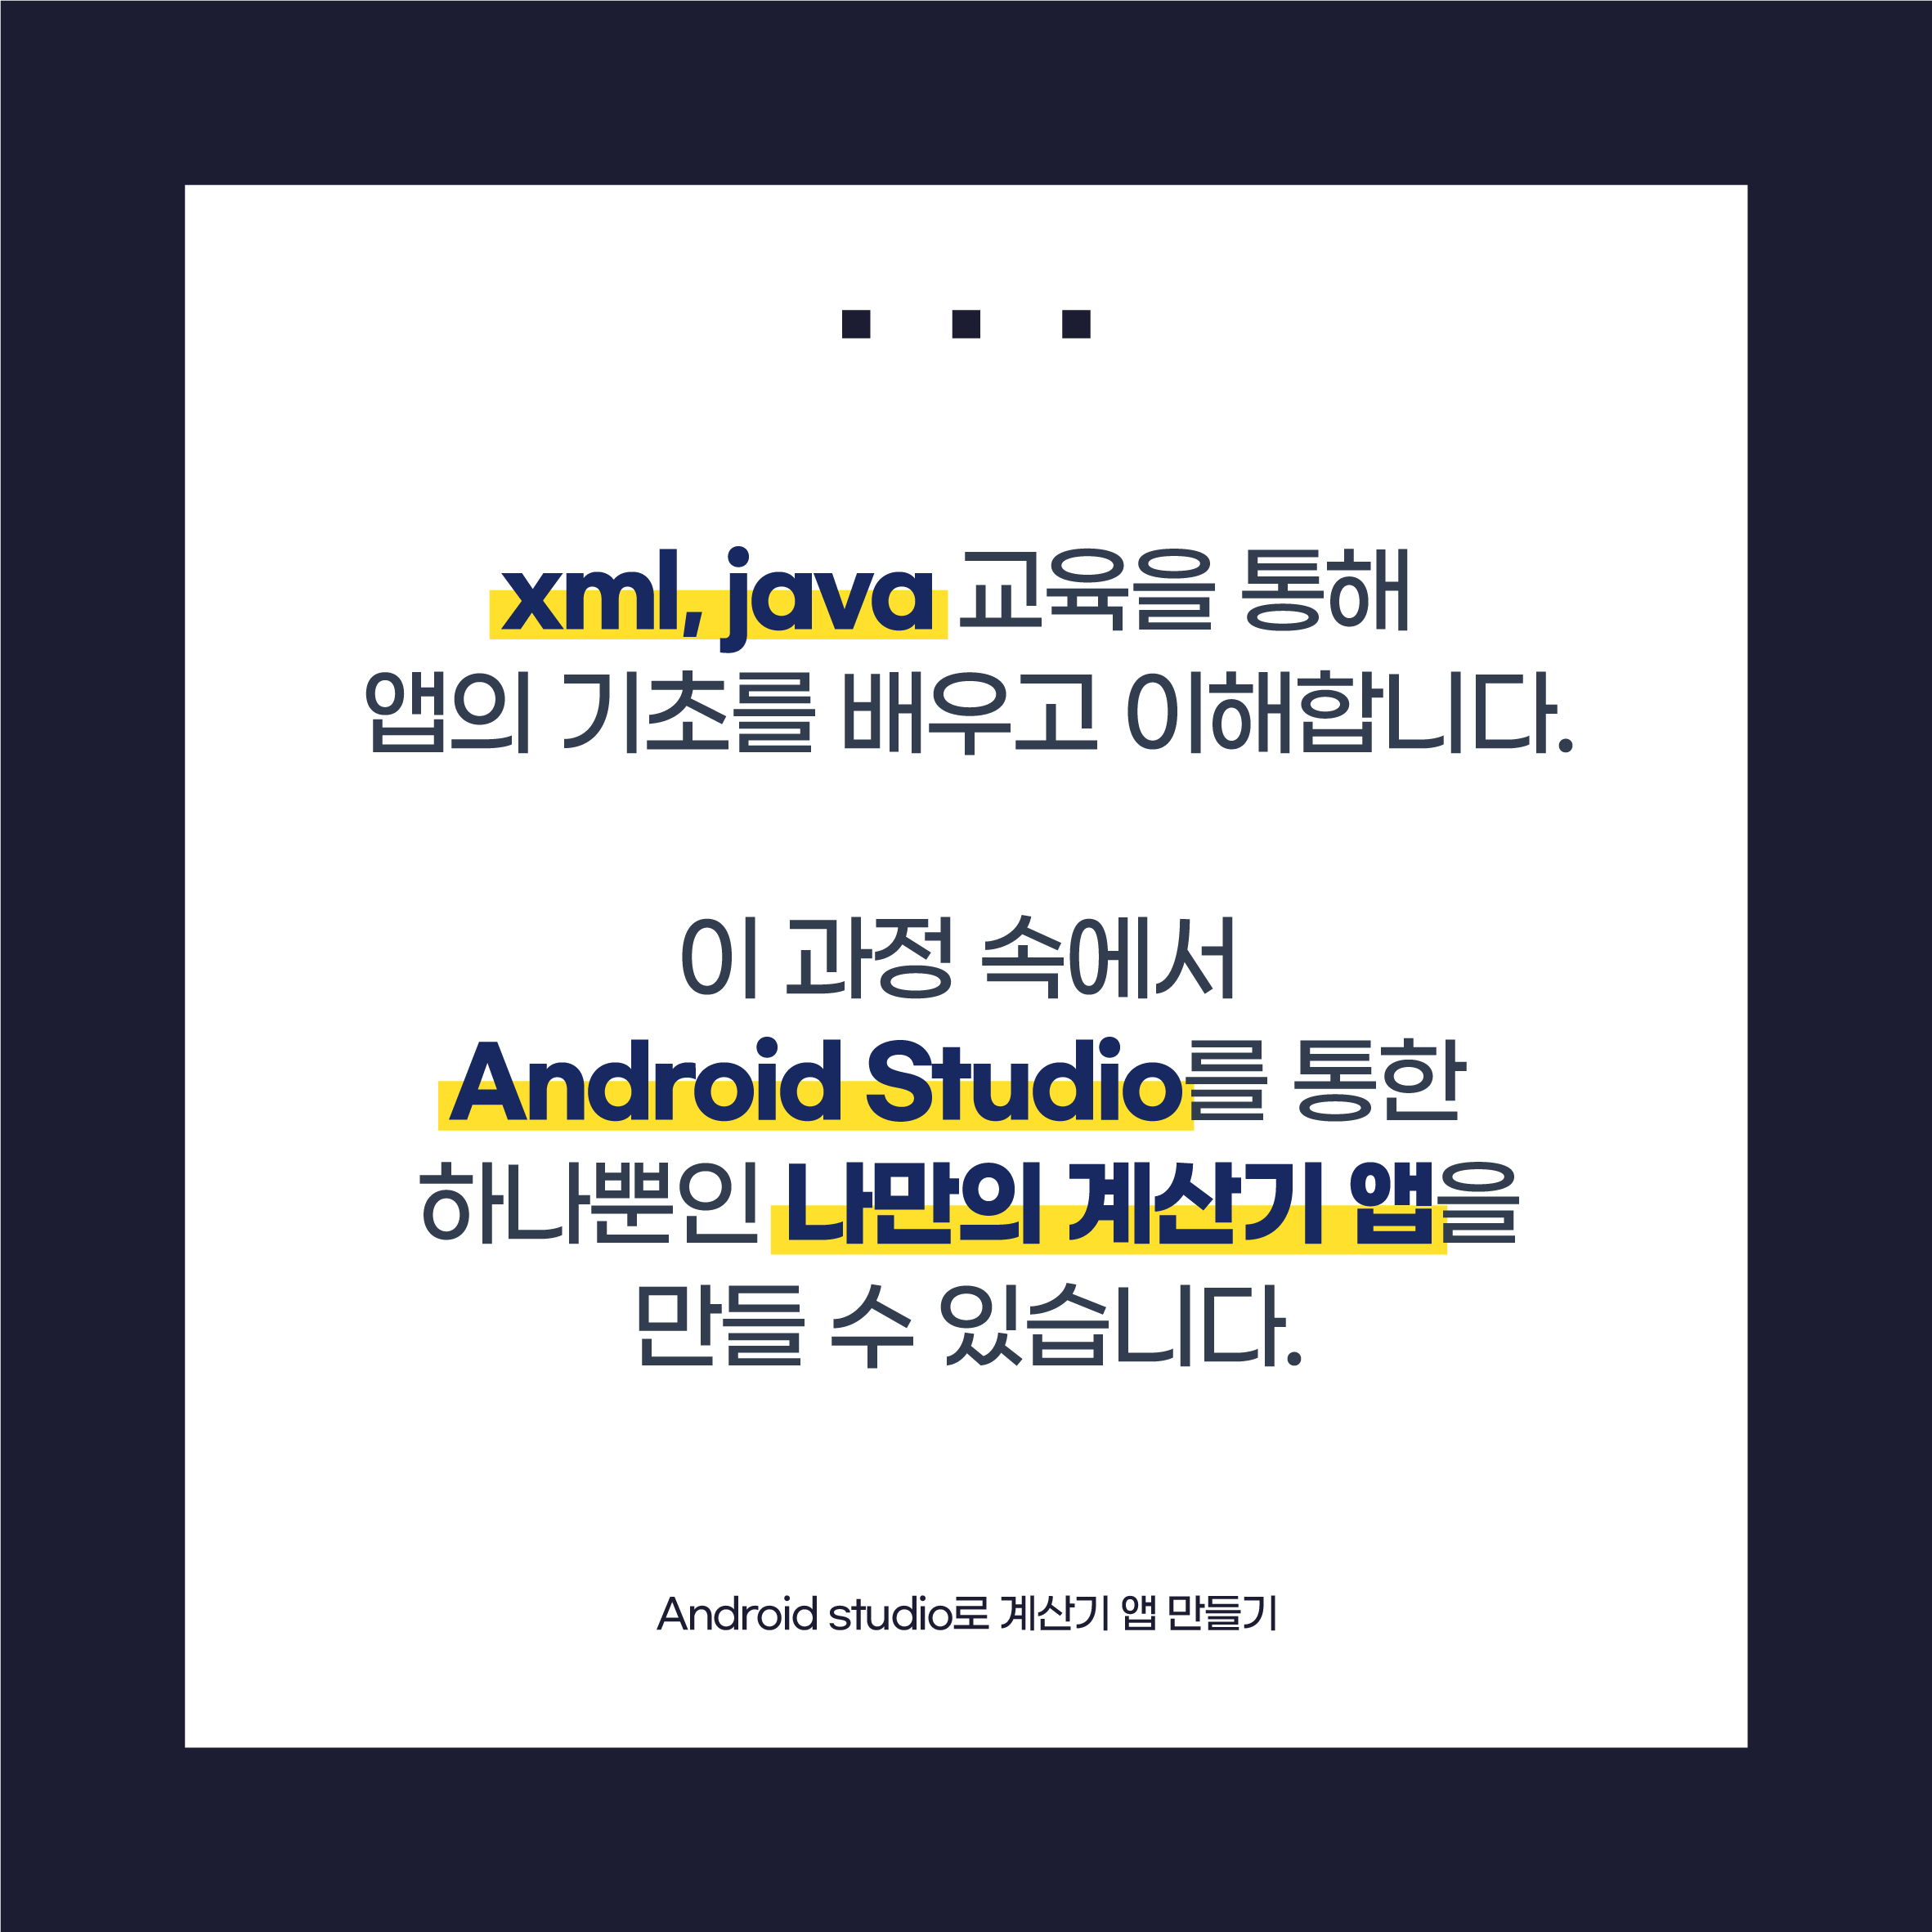 xml, java 교육을 통해
앱의 기초를 배우고 이해합니다.
이 과정 속에서
Android Studio를 통한
하나뿐인 나만의 계산기 앱을
만들 수 있습니다.
Android studio로 계산기 앱 만들기